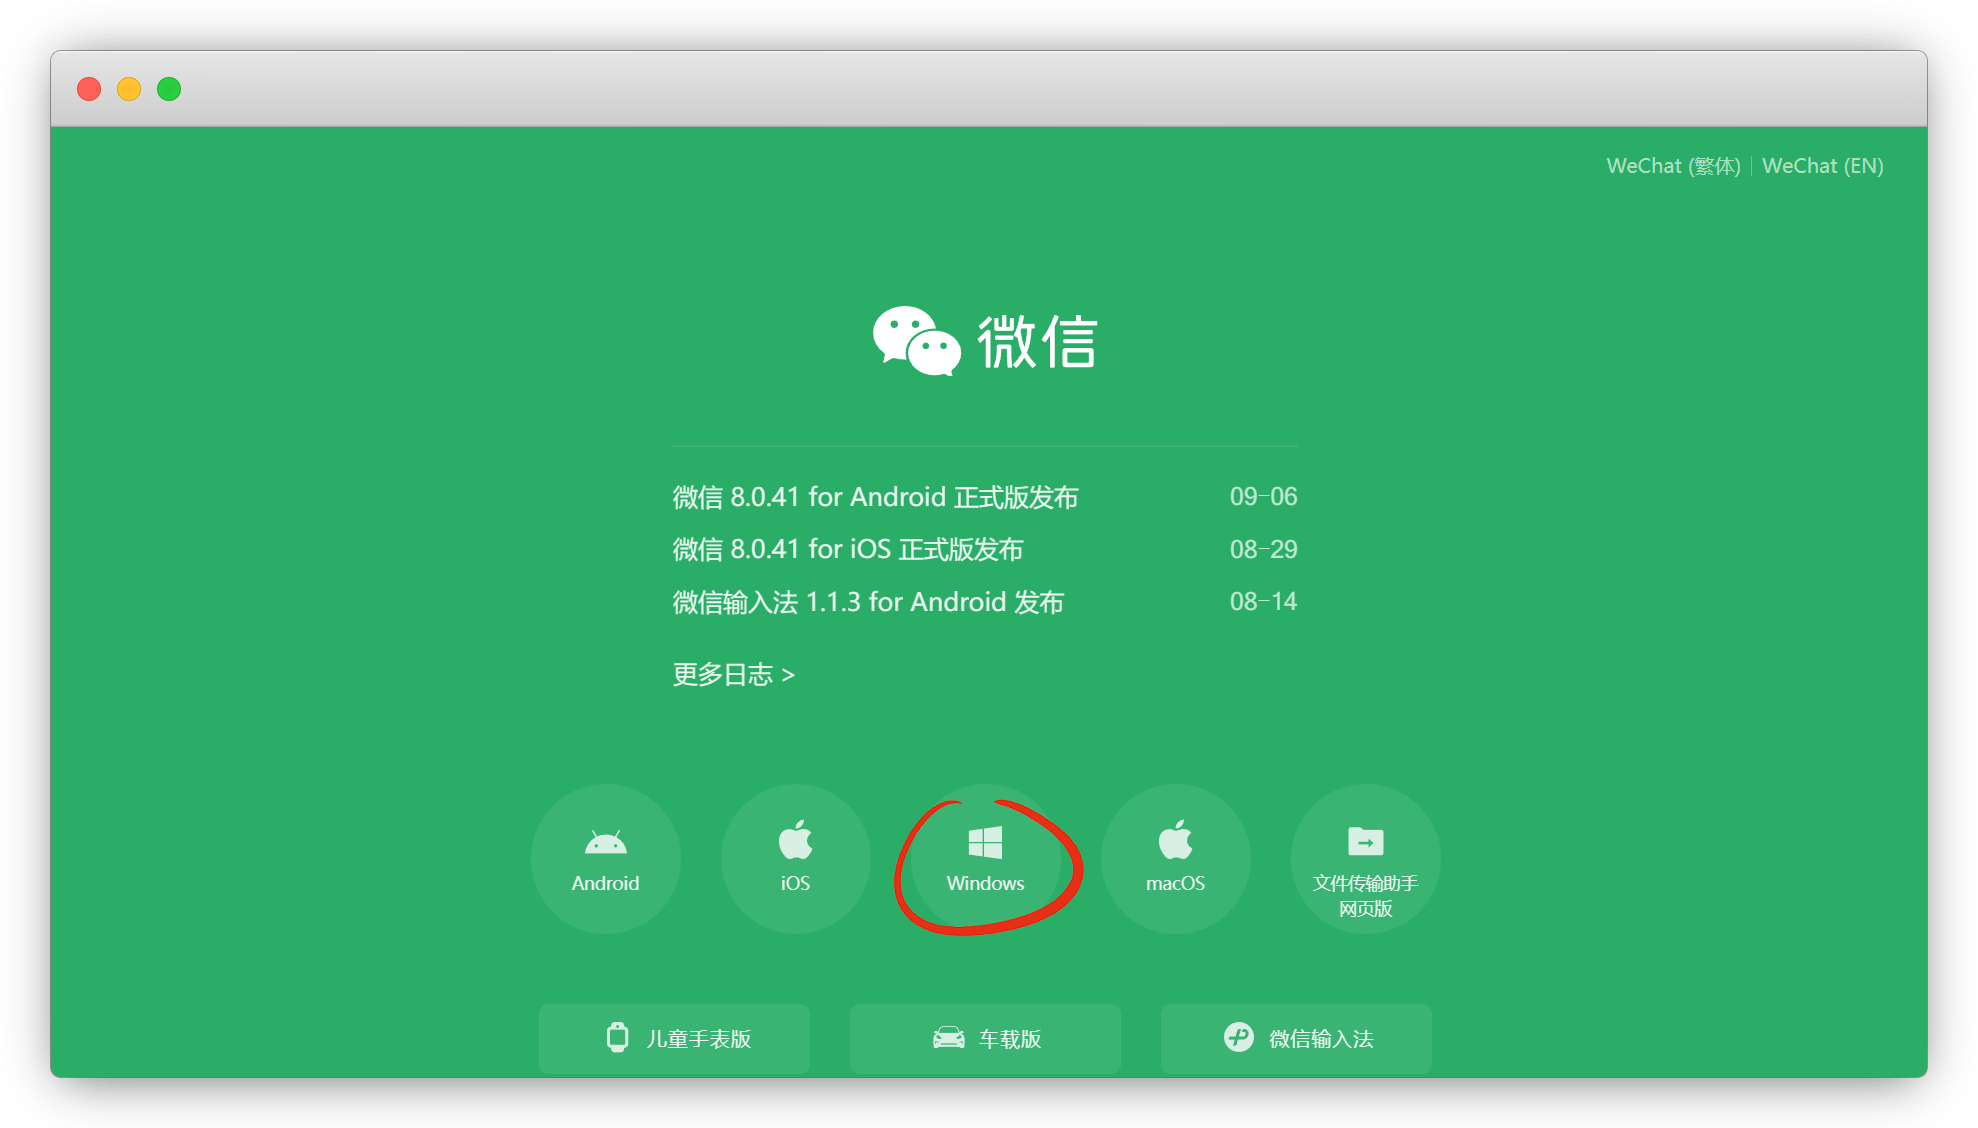 WeChat (繁体) | WeChat (EN)
微信
微信 8.0.41 for Android 正式版发布 09-06
微信 8.0.41 for iOS 正式版发布 08-29
微信输入法 1.1.3 for Android 发布 08-14
更多日志 >
Android
iOS
Windows
macOS
文件传输助手
网页版
儿童手表版
车载版
微信输入法